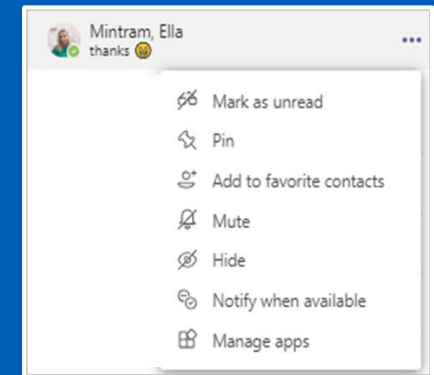 Mintram, Ella
thanks 😀
Mark as unread
Pin
Add to favorite contacts
Mute
Hide
Notify when available
Manage apps